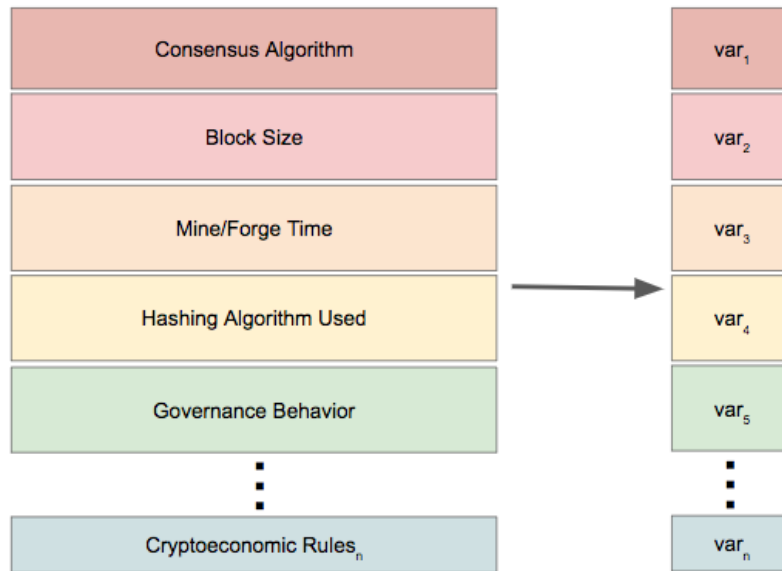 Consensus Algorithm
var₁
Block Size
var₂
Mine/Forge Time
var₃
Hashing Algorithm Used
var₄
Governance Behavior
var₅
Cryptoeconomic Rulesₙ
varₙ